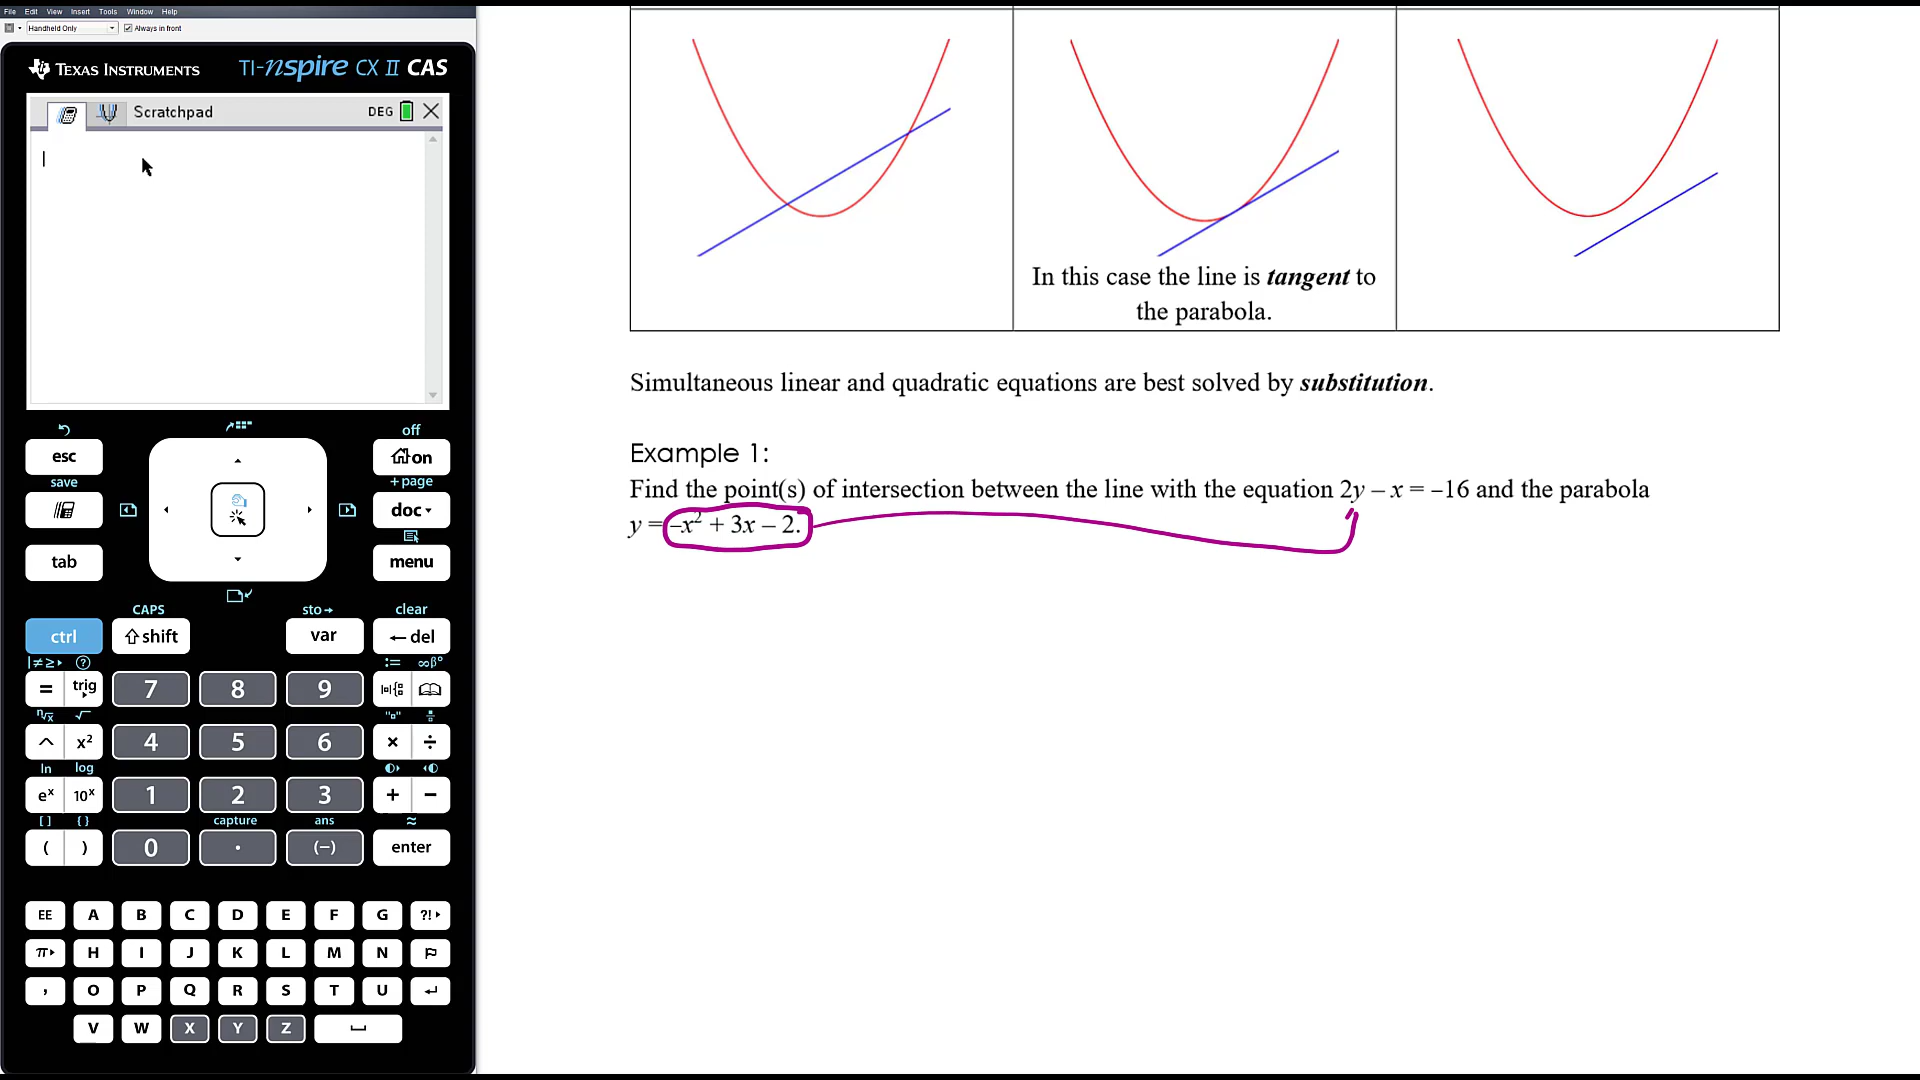 File Edit View Insert Tools Window Help
Handheld Only Always in front
TEXAS INSTRUMENTS TI-nspire CX II CAS
Scratchpad DEG
In this case the line is tangent to
the parabola.
Simultaneous linear and quadratic equations are best solved by substitution.
Example 1:
Find the point(s) of intersection between the line with the equation 2y – x = –16 and the parabola
y = –x² + 3x – 2.
off
esc on
save + page
doc
tab menu
CAPS sto→ clear
ctrl ⇧shift var ←del
|≠≥▸ ? := ∞β°
= trig 7 8 9
ⁿ√x √ "▫"
^ x² 4 5 6 × ÷
ln log
eˣ 10ˣ 1 2 3 + −
[ ] { } capture ans ≈
( ) 0 . (−) enter
EE A B C D E F G ?!▸
π▸ H I J K L M N
, O P Q R S T U ↵
V W X Y Z